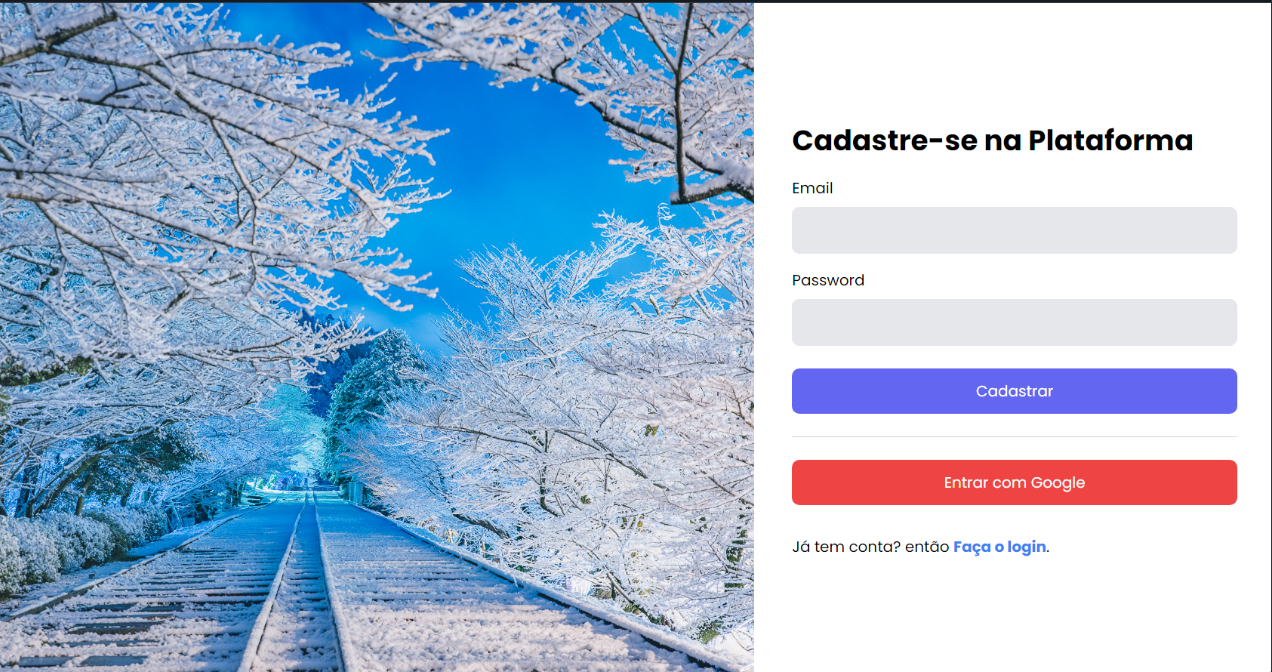 Cadastre-se na Plataforma
Email
Password
Cadastrar
Entrar com Google
Já tem conta? então Faça o login.